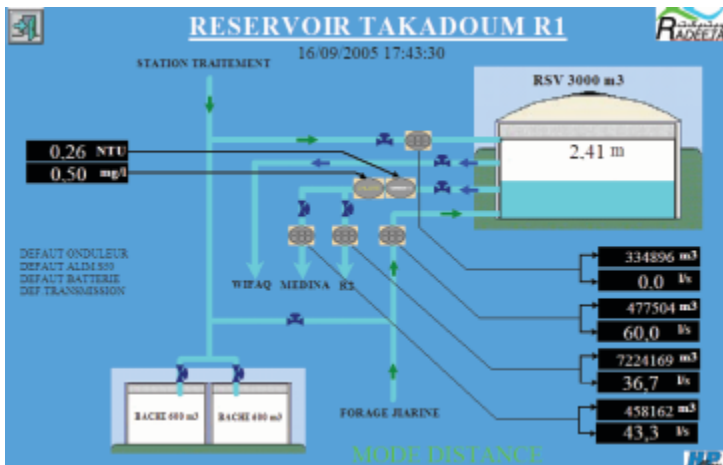 RESERVOIR TAKADOUM R1
RADEETA
16/09/2005 17:43:30
STATION TRAITEMENT
RSV 3000 m3
0,26 NTU
0,50 mg/l
2,41 m
DEFAUT ONDULEUR
DEFAUT ALIM S50
DEFAUT BATTERIE
DEF TRANSMISSION
WIFAQ MEDINA R2
334896 m3
0,0 l/s
477504 m3
60,0 l/s
7224169 m3
36,7 l/s
458162 m3
43,3 l/s
BACHE 600 m3 BACHE 600 m3
FORAGE JIARINE
MODE DISTANCE